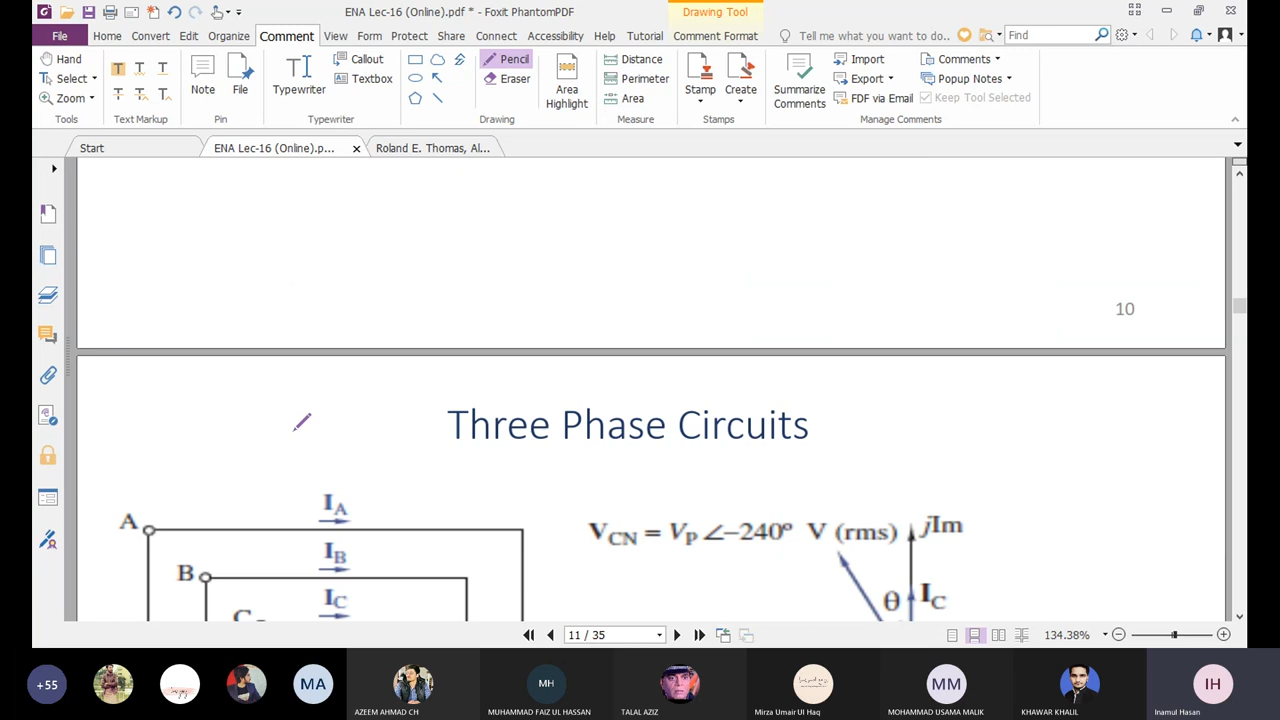 ENA Lec-16 (Online).pdf * - Foxit PhantomPDF
Drawing Tool
File Home Convert Edit Organize Comment View Form Protect Share Connect Accessibility Help Tutorial Comment Format Tell me what you want to do.. Find
Hand
Select
Zoom
Tools
T T T
T T T
Text Markup
Note
File
Pin
Typewriter
Callout
Textbox
Typewriter
Pencil
Eraser
Area Highlight
Drawing
Distance
Perimeter
Area
Measure
Stamp
Create
Stamps
Summarize Comments
Import
Export
FDF via Email
Comments
Popup Notes
Keep Tool Selected
Manage Comments
Start ENA Lec-16 (Online).p... Roland E. Thomas, Al...
10
Three Phase Circuits
I_A
A
I_B
B
I_C
C
V_CN = V_P ∠−240° V (rms)
jIm
θ I_C
11 / 35
134.38%
+55
MA
AZEEM AHMAD CH
MH
MUHAMMAD FAIZ UL HASSAN
TALAL AZIZ
Mirza Umair Ul Haq
MM
MOHAMMAD USAMA MALIK
KHAWAR KHALIL
IH
Inamul Hasan